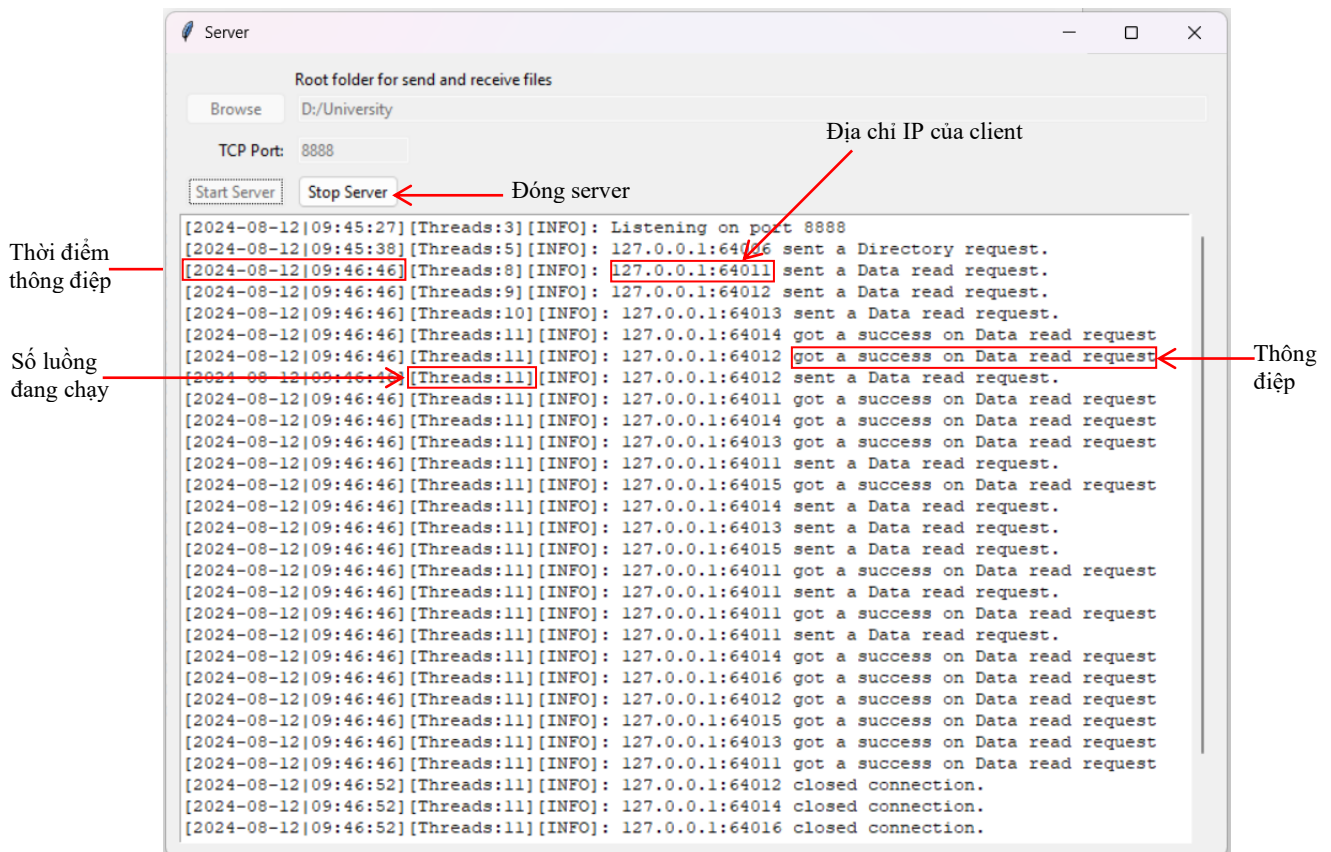 Server
Root folder for send and receive files
Browse D:/University
Địa chỉ IP của client
TCP Port: 8888
Start Server Stop Server Đóng server
[2024-08-12|09:45:27][Threads:3][INFO]: Listening on port 8888
[2024-08-12|09:45:38][Threads:5][INFO]: 127.0.0.1:64006 sent a Directory request.
Thời điểm
thông điệp
[2024-08-12|09:46:46][Threads:8][INFO]: 127.0.0.1:64011 sent a Data read request.
[2024-08-12|09:46:46][Threads:9][INFO]: 127.0.0.1:64012 sent a Data read request.
[2024-08-12|09:46:46][Threads:10][INFO]: 127.0.0.1:64013 sent a Data read request.
[2024-08-12|09:46:46][Threads:11][INFO]: 127.0.0.1:64014 got a success on Data read request
[2024-08-12|09:46:46][Threads:11][INFO]: 127.0.0.1:64012 got a success on Data read request
Thông
điệp
Số luồng
đang chạy
[2024-08-12|09:46:46][Threads:11][INFO]: 127.0.0.1:64012 sent a Data read request.
[2024-08-12|09:46:46][Threads:11][INFO]: 127.0.0.1:64011 got a success on Data read request
[2024-08-12|09:46:46][Threads:11][INFO]: 127.0.0.1:64014 got a success on Data read request
[2024-08-12|09:46:46][Threads:11][INFO]: 127.0.0.1:64013 got a success on Data read request
[2024-08-12|09:46:46][Threads:11][INFO]: 127.0.0.1:64011 sent a Data read request.
[2024-08-12|09:46:46][Threads:11][INFO]: 127.0.0.1:64015 got a success on Data read request
[2024-08-12|09:46:46][Threads:11][INFO]: 127.0.0.1:64014 sent a Data read request.
[2024-08-12|09:46:46][Threads:11][INFO]: 127.0.0.1:64013 sent a Data read request.
[2024-08-12|09:46:46][Threads:11][INFO]: 127.0.0.1:64015 sent a Data read request.
[2024-08-12|09:46:46][Threads:11][INFO]: 127.0.0.1:64011 got a success on Data read request
[2024-08-12|09:46:46][Threads:11][INFO]: 127.0.0.1:64011 sent a Data read request.
[2024-08-12|09:46:46][Threads:11][INFO]: 127.0.0.1:64011 got a success on Data read request
[2024-08-12|09:46:46][Threads:11][INFO]: 127.0.0.1:64011 sent a Data read request.
[2024-08-12|09:46:46][Threads:11][INFO]: 127.0.0.1:64014 got a success on Data read request
[2024-08-12|09:46:46][Threads:11][INFO]: 127.0.0.1:64016 got a success on Data read request
[2024-08-12|09:46:46][Threads:11][INFO]: 127.0.0.1:64012 got a success on Data read request
[2024-08-12|09:46:46][Threads:11][INFO]: 127.0.0.1:64015 got a success on Data read request
[2024-08-12|09:46:46][Threads:11][INFO]: 127.0.0.1:64013 got a success on Data read request
[2024-08-12|09:46:46][Threads:11][INFO]: 127.0.0.1:64011 got a success on Data read request
[2024-08-12|09:46:52][Threads:11][INFO]: 127.0.0.1:64012 closed connection.
[2024-08-12|09:46:52][Threads:11][INFO]: 127.0.0.1:64014 closed connection.
[2024-08-12|09:46:52][Threads:11][INFO]: 127.0.0.1:64016 closed connection.